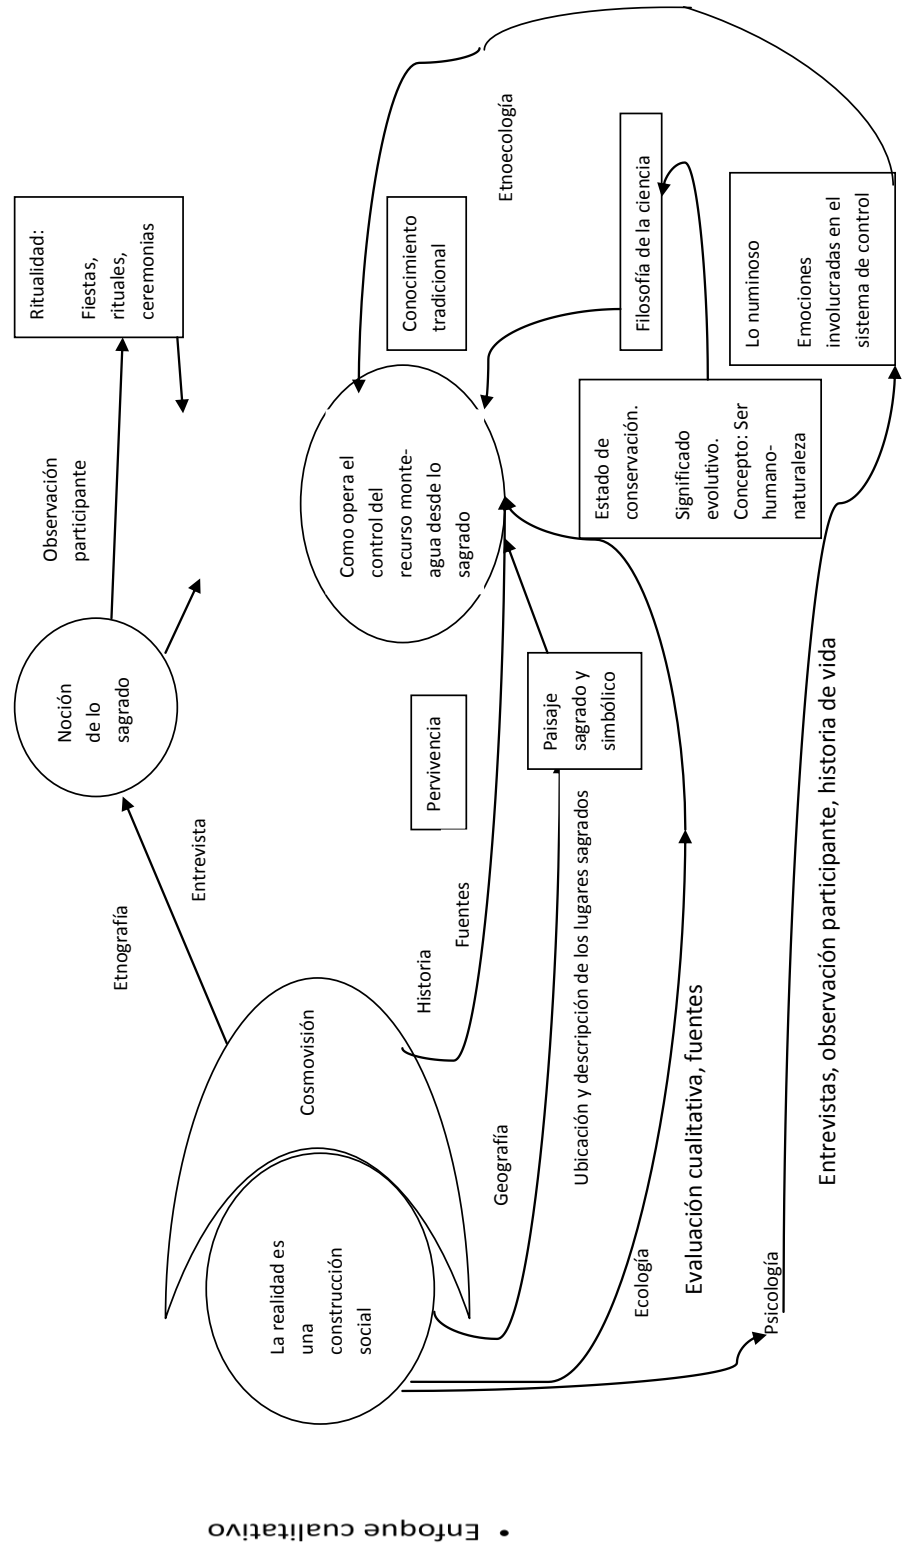 • Enfoque cualitativo
La realidad es
una
construcción
social
Cosmovisión
Etnografía
Entrevista
Noción
de lo
sagrado
Observación
participante
Ritualidad:
Fiestas,
rituales,
ceremonias
Historia
Fuentes
Pervivencia
Como opera el
control del
recurso monte-
agua desde lo
sagrado
Conocimiento
tradicional
Etnoecología
Geografía
Ubicación y descripción de los lugares sagrados
Paisaje
sagrado y
simbólico
Ecología
Evaluación cualitativa, fuentes
Estado de
conservación.
Significado
evolutivo.
Concepto: Ser
humano-
naturaleza
Filosofía de la ciencia
Psicología
Entrevistas, observación participante, historia de vida
Lo numinoso
Emociones
involucradas en el
sistema de control